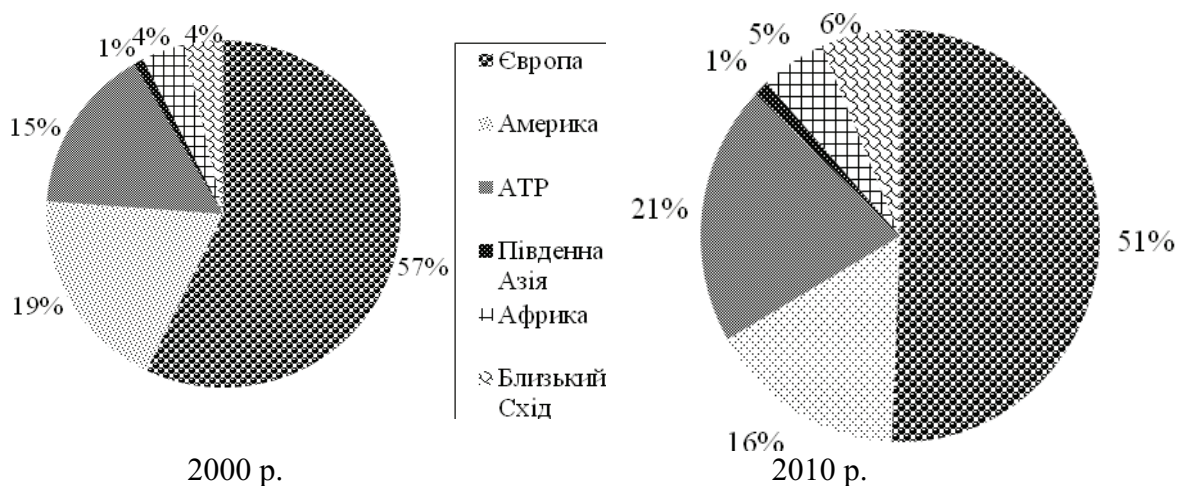 1%
4%
4%
15%
19%
57%
Європа
Америка
АТР
Південна
Азія
Африка
Близький
Схід
1%
5%
6%
21%
51%
16%
2000 р.
2010 р.